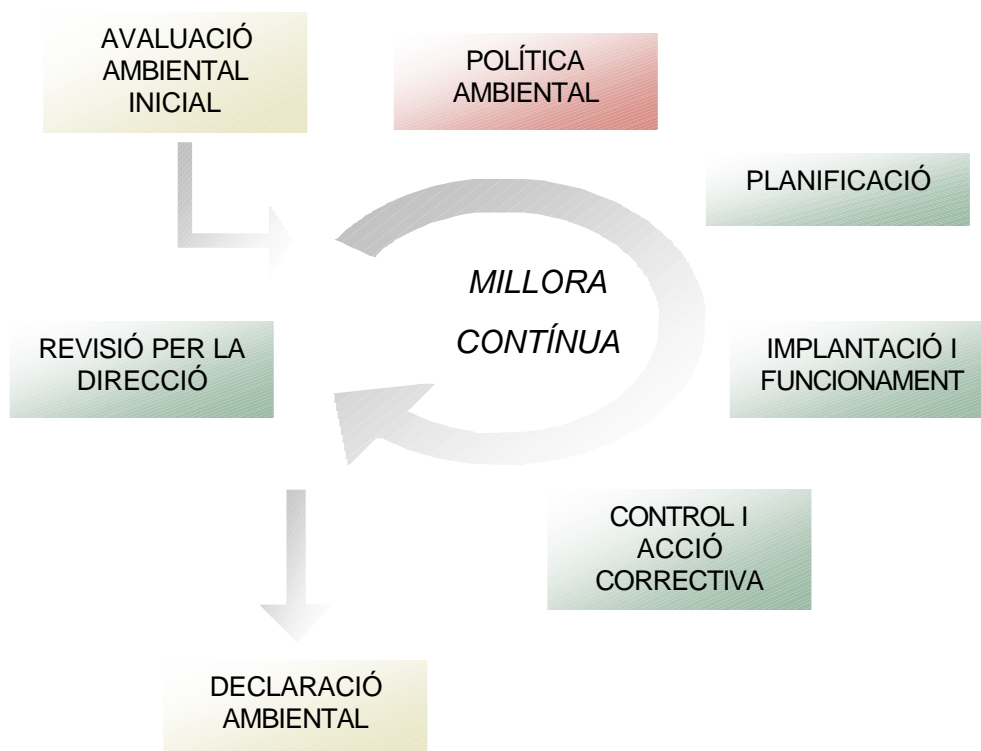 AVALUACIÓ
AMBIENTAL
INICIAL
POLÍTICA
AMBIENTAL
PLANIFICACIÓ
MILLORA
CONTÍNUA
REVISIÓ PER LA
DIRECCIÓ
IMPLANTACIÓ I
FUNCIONAMENT
CONTROL I
ACCIÓ
CORRECTIVA
DECLARACIÓ
AMBIENTAL